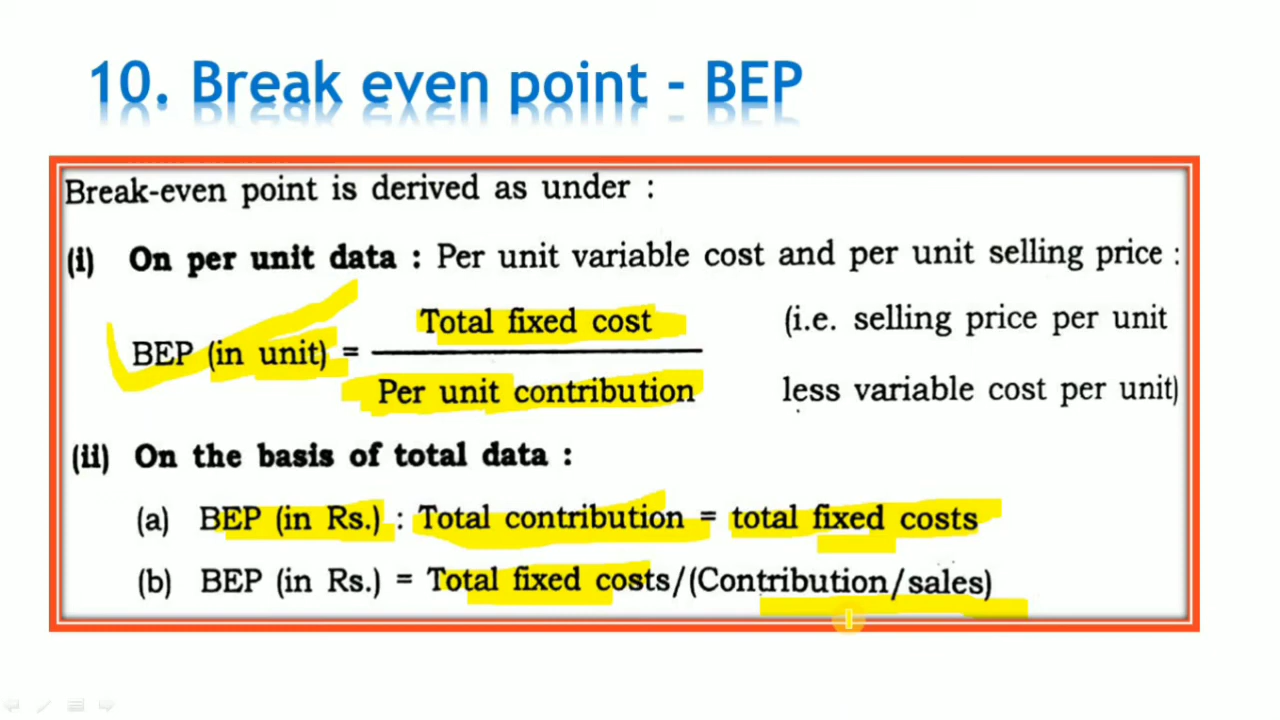 10. Break even point - BEP
Break-even point is derived as under :
(i) On per unit data : Per unit variable cost and per unit selling price :
BEP (in unit) = Total fixed cost / Per unit contribution (i.e. selling price per unit
less variable cost per unit)
(ii) On the basis of total data :
(a) BEP (in Rs.) : Total contribution = total fixed costs
(b) BEP (in Rs.) = Total fixed costs/(Contribution/sales)